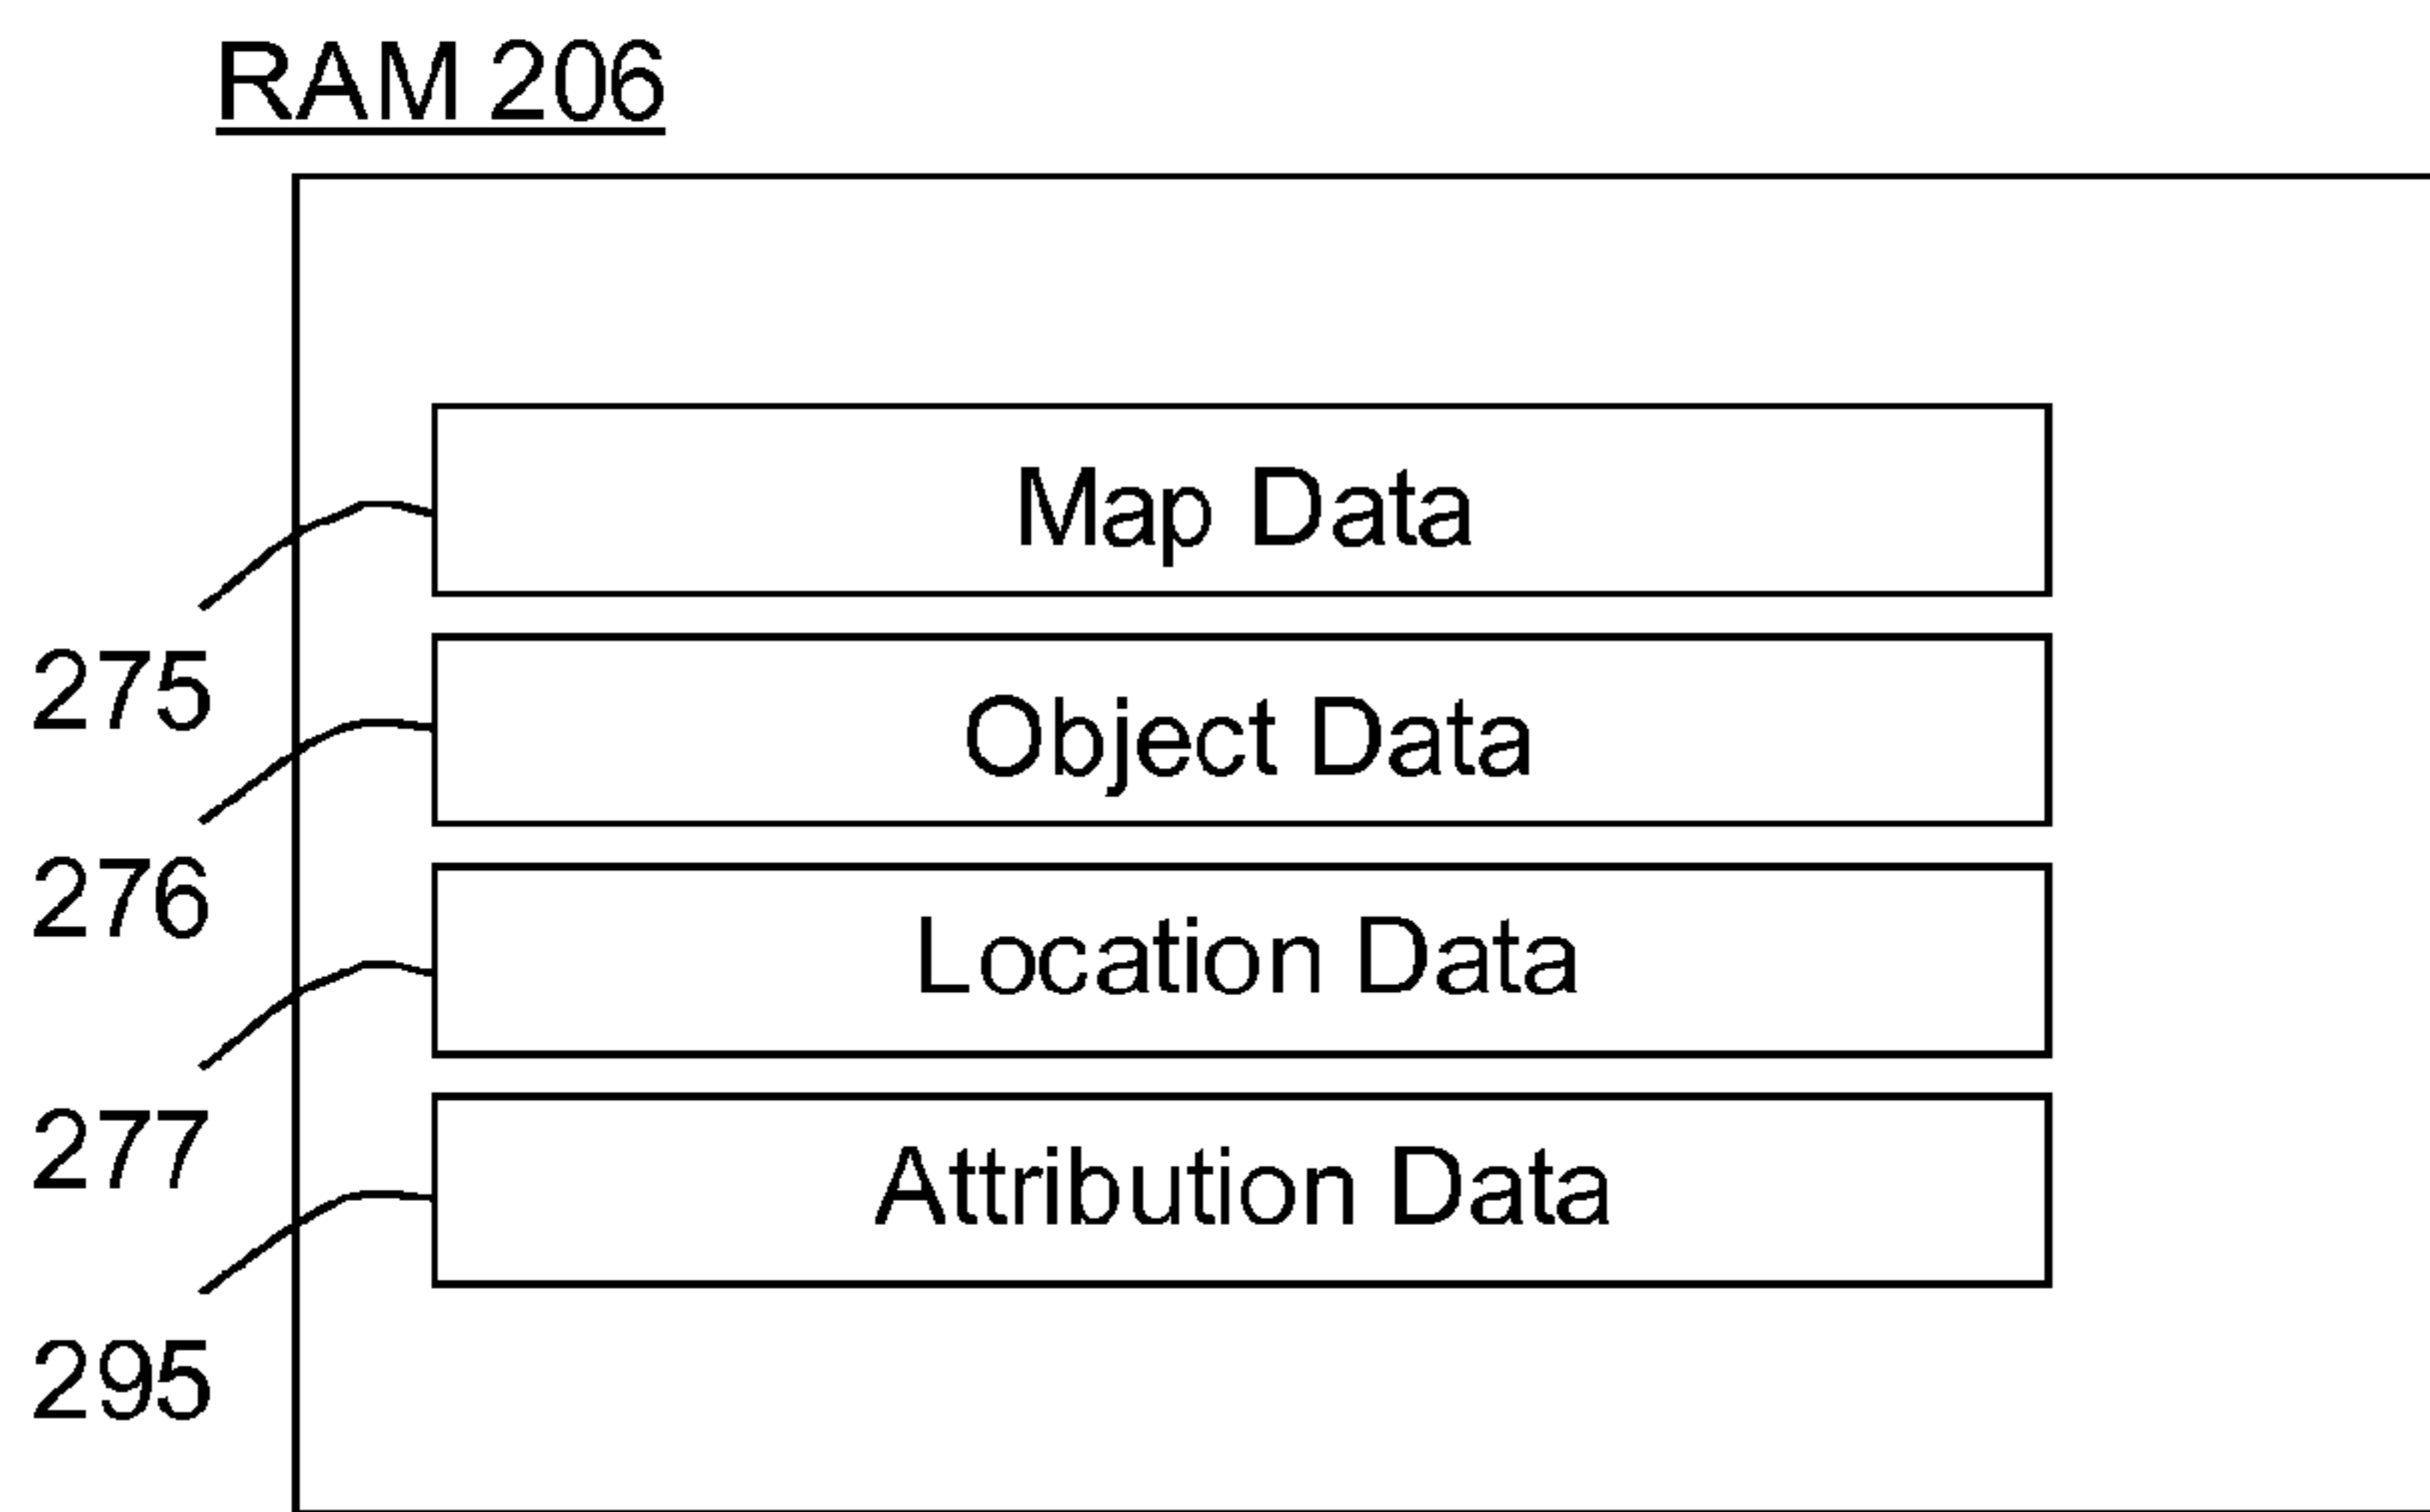 RAM 206
Map Data
275
Object Data
276
Location Data
277
Attribution Data
295